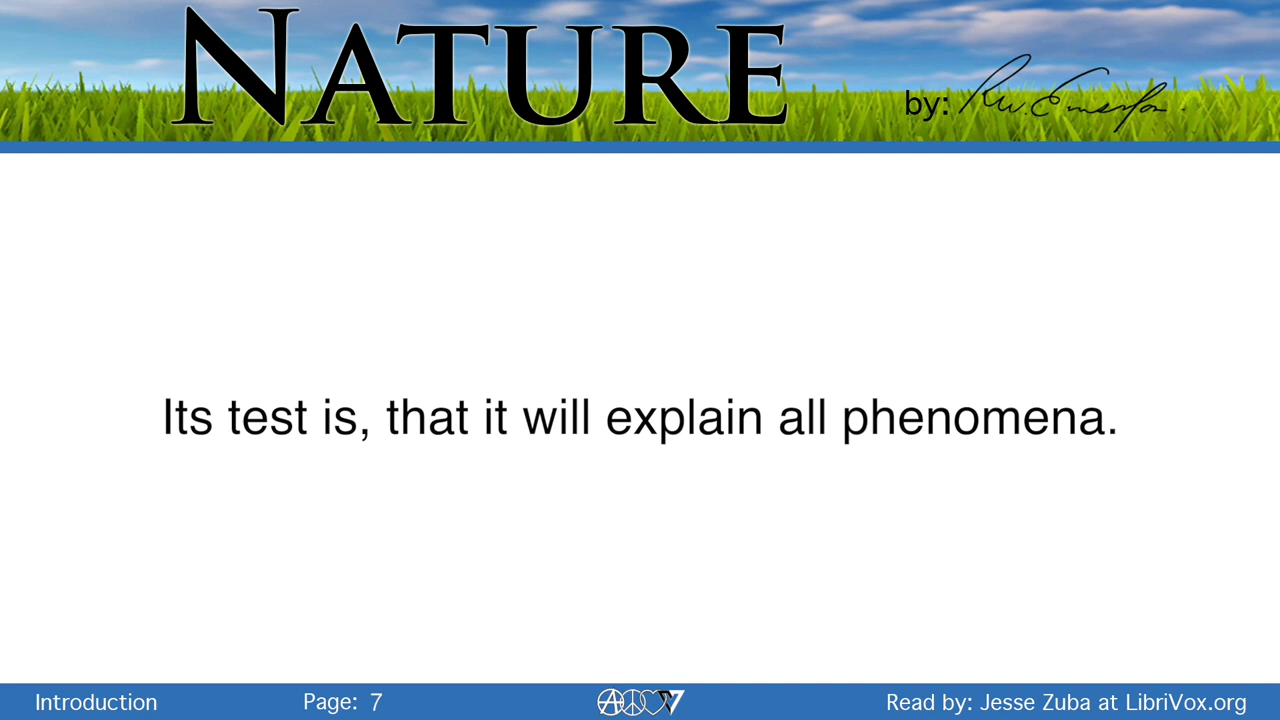 NATURE
by: R.W. Emerson.
Its test is, that it will explain all phenomena.
Introduction
Page: 7
Read by: Jesse Zuba at LibriVox.org